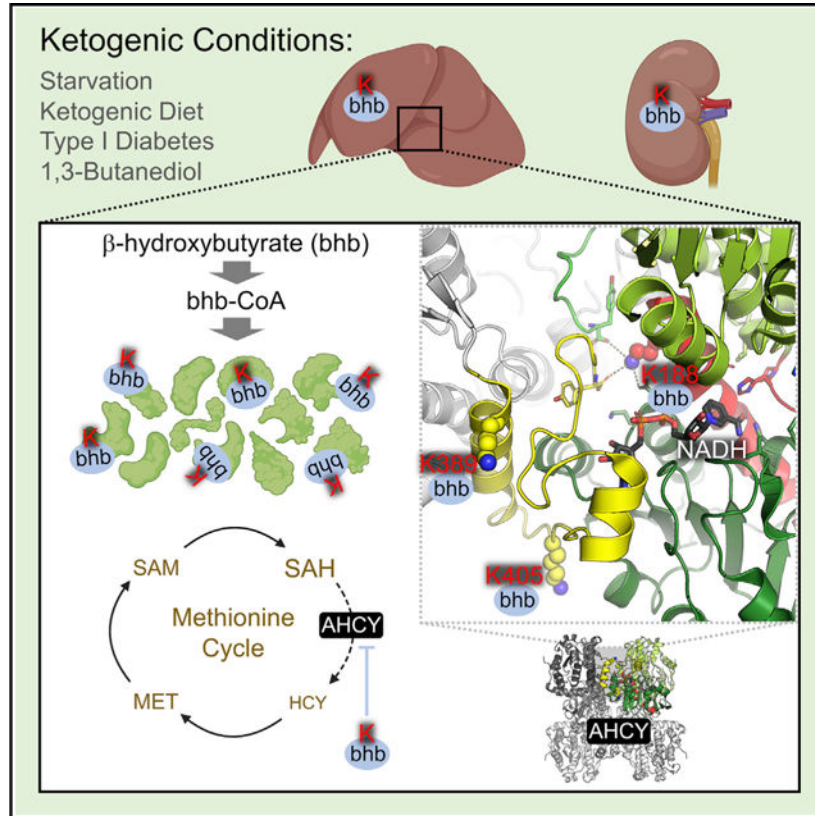 Ketogenic Conditions:
Starvation
Ketogenic Diet
Type I Diabetes
1,3-Butanediol
K
bhb
K
bhb
β-hydroxybutyrate (bhb)
bhb-CoA
K
bhb
K
bhb
K
bhb
K
bhb
K
bhb
K
bhb
SAM
SAH
Methionine
Cycle
AHCY
MET
HCY
K
bhb
K188
bhb
NADH
K389
bhb
K405
bhb
AHCY